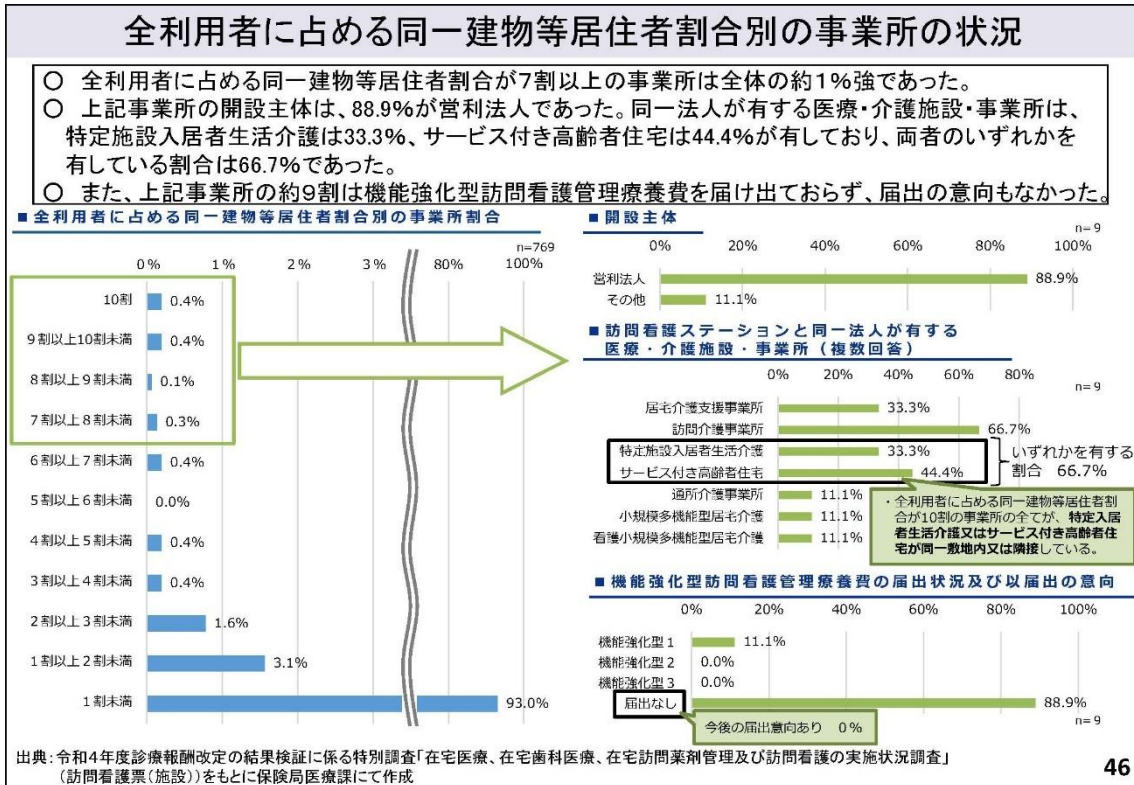 全利用者に占める同一建物等居住者割合別の事業所の状況
○ 全利用者に占める同一建物等居住者割合が7割以上の事業所は全体の約1%強であった。
○ 上記事業所の開設主体は、88.9%が営利法人であった。同一法人が有する医療・介護施設・事業所は、
特定施設入居者生活介護は33.3%、サービス付き高齢者住宅は44.4%が有しており、両者のいずれかを
有している割合は66.7%であった。
○ また、上記事業所の約9割は機能強化型訪問看護管理療養費を届け出ておらず、届出の意向もなかった。
■ 全利用者に占める同一建物等居住者割合別の事業所割合
n=769
0% 1% 2% 3% 80% 100%
10割 0.4%
9割以上10割未満 0.4%
8割以上9割未満 0.1%
7割以上8割未満 0.3%
6割以上7割未満 0.4%
5割以上6割未満 0.0%
4割以上5割未満 0.4%
3割以上4割未満 0.4%
2割以上3割未満 1.6%
1割以上2割未満 3.1%
1割未満 93.0%
■ 開設主体
n= 9
0% 20% 40% 60% 80% 100%
営利法人 88.9%
その他 11.1%
■ 訪問看護ステーションと同一法人が有する
医療・介護施設・事業所(複数回答)
0% 20% 40% 60% 80%
n= 9
居宅介護支援事業所 33.3%
訪問介護事業所 66.7%
特定施設入居者生活介護 33.3%
サービス付き高齢者住宅 44.4%
いずれかを有する
割合 66.7%
通所介護事業所 11.1%
小規模多機能型居宅介護 11.1%
看護小規模多機能型居宅介護 11.1%
・全利用者に占める同一建物等居住者割
合が10割の事業所の全てが、特定入居
者生活介護又はサービス付き高齢者住
宅が同一敷地内又は隣接している。
■ 機能強化型訪問看護管理療養費の届出状況及び以届出の意向
0% 20% 40% 60% 80% 100%
機能強化型1 11.1%
機能強化型2 0.0%
機能強化型3 0.0%
届出なし 88.9%
今後の届出意向あり 0%
n= 9
出典:令和4年度診療報酬改定の結果検証に係る特別調査「在宅医療、在宅歯科医療、在宅訪問薬剤管理及び訪問看護の実施状況調査」
(訪問看護票(施設))をもとに保険局医療課にて作成
46